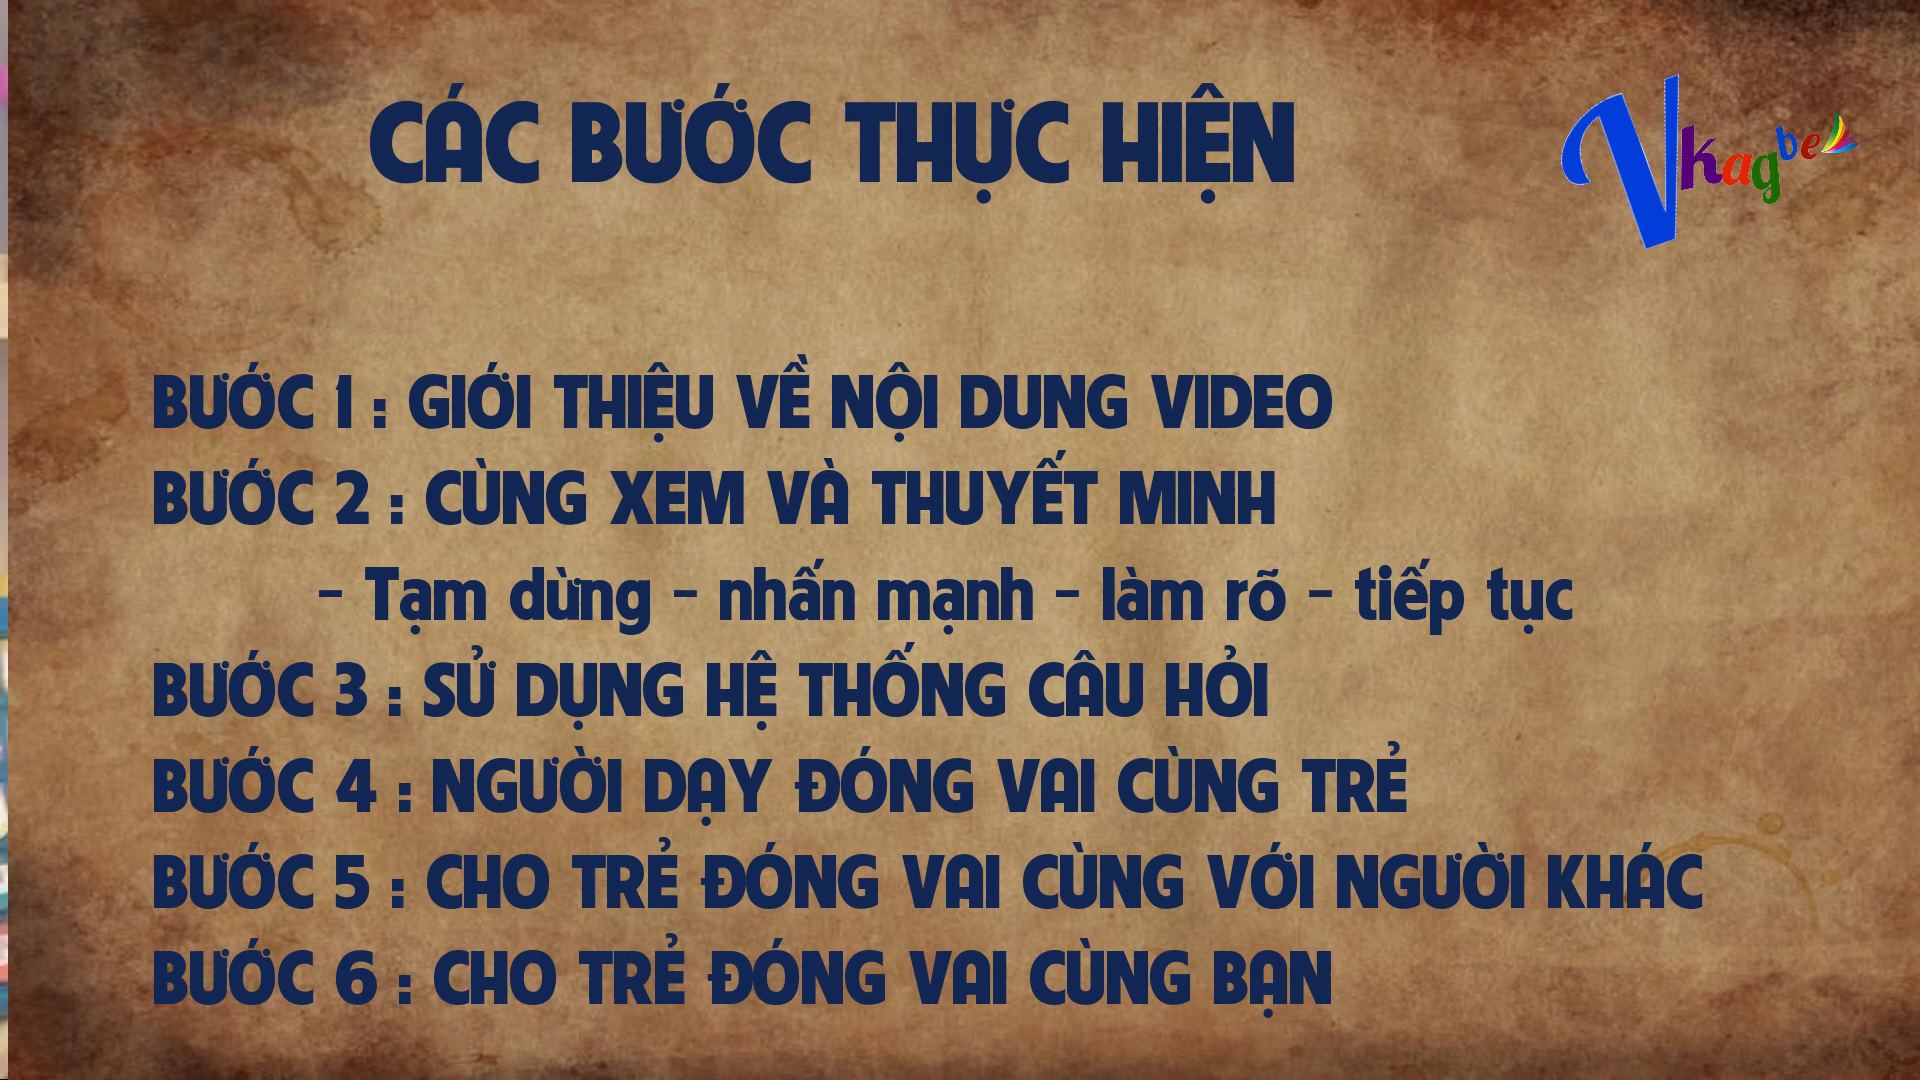 CÁC BƯỚC THỰC HIỆN
Vkagbe
BƯỚC 1 : GIỚI THIỆU VỀ NỘI DUNG VIDEO
BƯỚC 2 : CÙNG XEM VÀ THUYẾT MINH
- Tạm dừng - nhấn mạnh - làm rõ - tiếp tục
BƯỚC 3 : SỬ DỤNG HỆ THỐNG CÂU HỎI
BƯỚC 4 : NGƯỜI DẠY ĐÓNG VAI CÙNG TRẺ
BƯỚC 5 : CHO TRẺ ĐÓNG VAI CÙNG VỚI NGƯỜI KHÁC
BƯỚC 6 : CHO TRẺ ĐÓNG VAI CÙNG BẠN